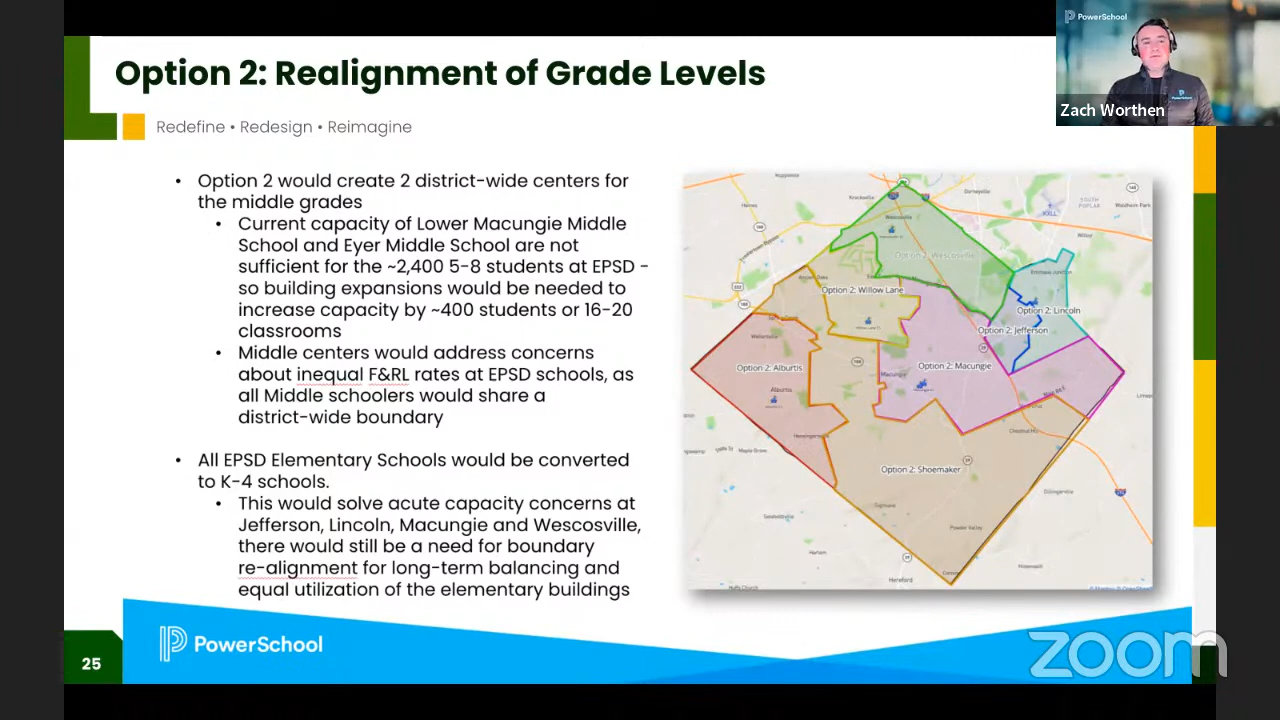 PowerSchool
Option 2: Realignment of Grade Levels
Zach Worthen
Redefine • Redesign • Reimagine
• Option 2 would create 2 district-wide centers for
the middle grades
• Current capacity of Lower Macungie Middle
School and Eyer Middle School are not
sufficient for the ~2,400 5-8 students at EPSD -
so building expansions would be needed to
increase capacity by ~400 students or 16-20
classrooms
• Middle centers would address concerns
about inequal F&RL rates at EPSD schools, as
all Middle schoolers would share a
district-wide boundary
• All EPSD Elementary Schools would be converted
to K-4 schools.
• This would solve acute capacity concerns at
Jefferson, Lincoln, Macungie and Wescosville,
there would still be a need for boundary
re-alignment for long-term balancing and
equal utilization of the elementary buildings
Option 2: Wescosville
Option 2: Willow Lane
Option 2: Lincoln
Option 2: Jefferson
Option 2: Alburtis
Option 2: Macungie
Macungie
Alburtis
Option 2: Shoemaker
Chestnut Hill
Powder Valley
Hereford
PowerSchool
25
zoom